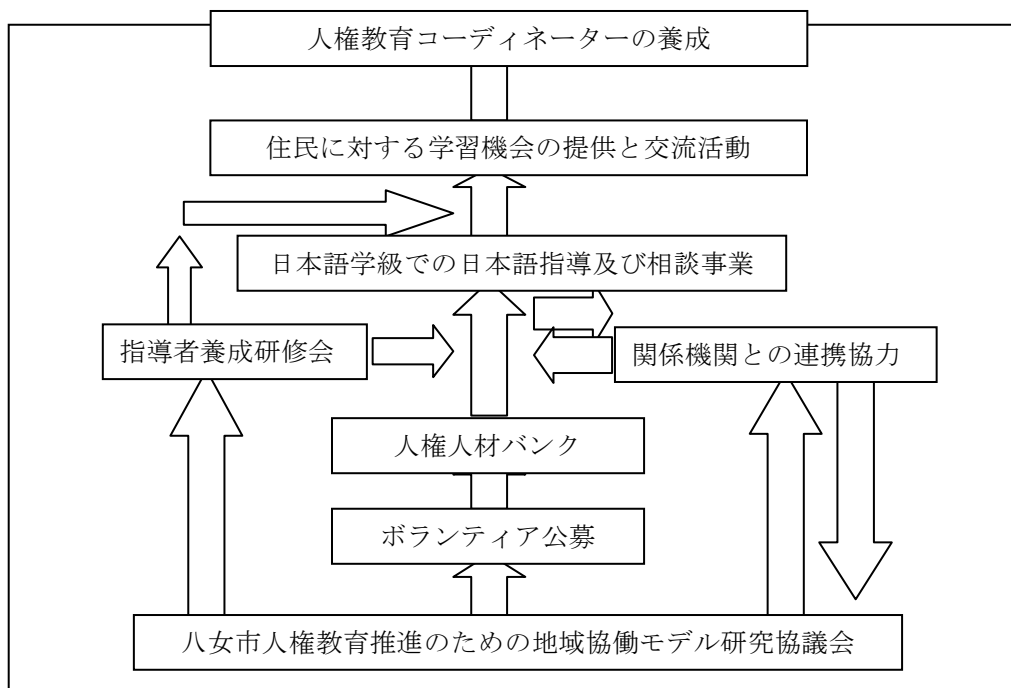 人権教育コーディネーターの養成
住民に対する学習機会の提供と交流活動
日本語学級での日本語指導及び相談事業
指導者養成研修会
関係機関との連携協力
人権人材バンク
ボランティア公募
八女市人権教育推進のための地域協働モデル研究協議会